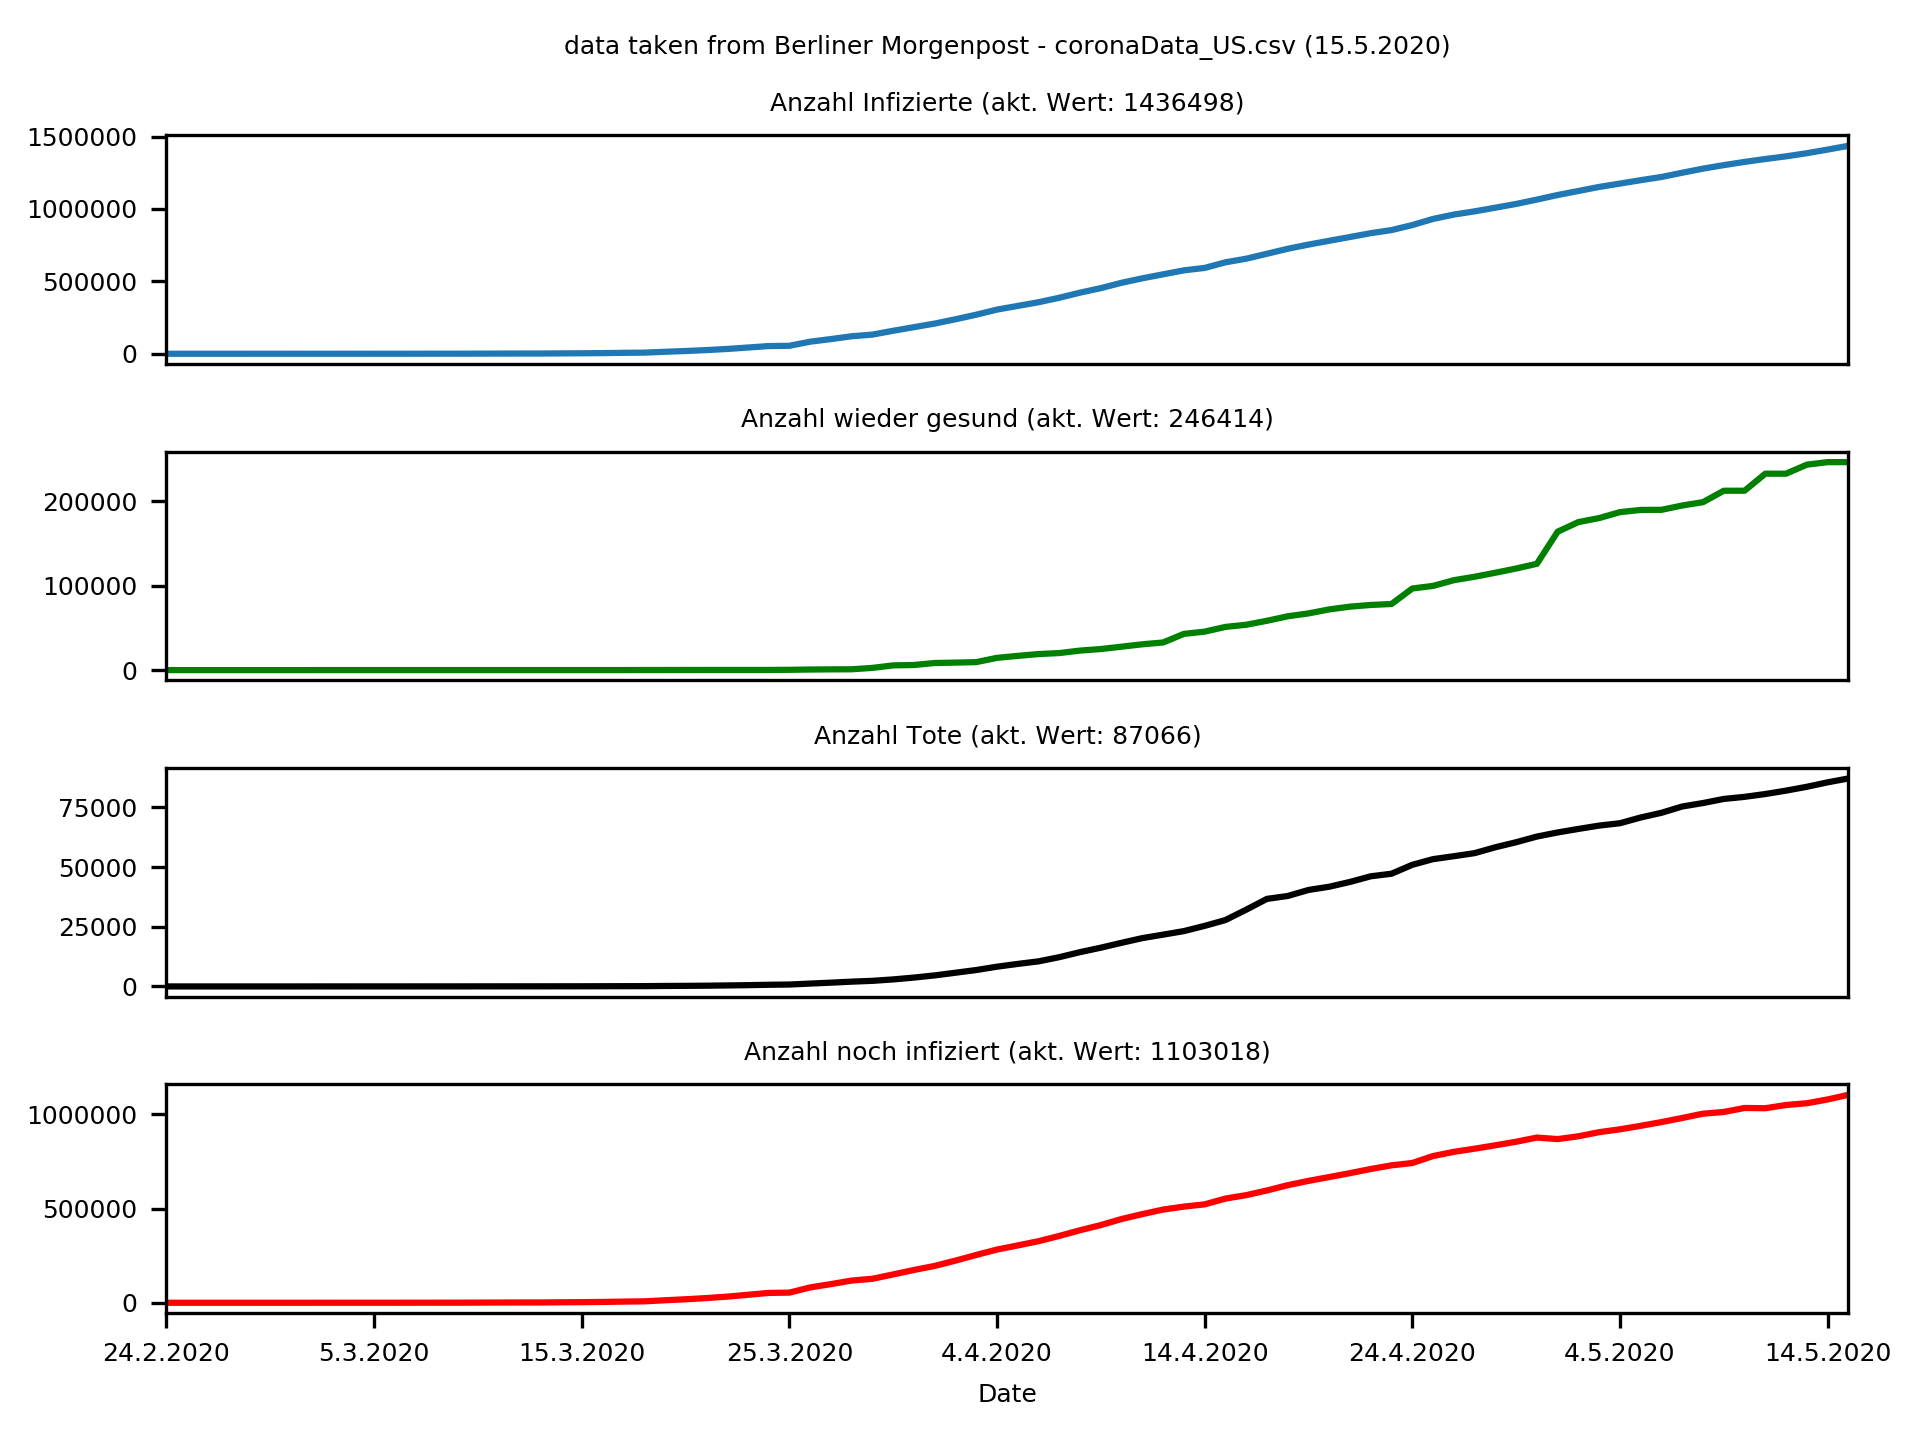 data taken from Berliner Morgenpost - coronaData_US.csv (15.5.2020)
Anzahl Infizierte (akt. Wert: 1436498)
1500000
1000000
500000
0
Anzahl wieder gesund (akt. Wert: 246414)
200000
100000
0
Anzahl Tote (akt. Wert: 87066)
75000
50000
25000
0
Anzahl noch infiziert (akt. Wert: 1103018)
1000000
500000
0
24.2.2020 5.3.2020 15.3.2020 25.3.2020 4.4.2020 14.4.2020 24.4.2020 4.5.2020 14.5.2020
Date